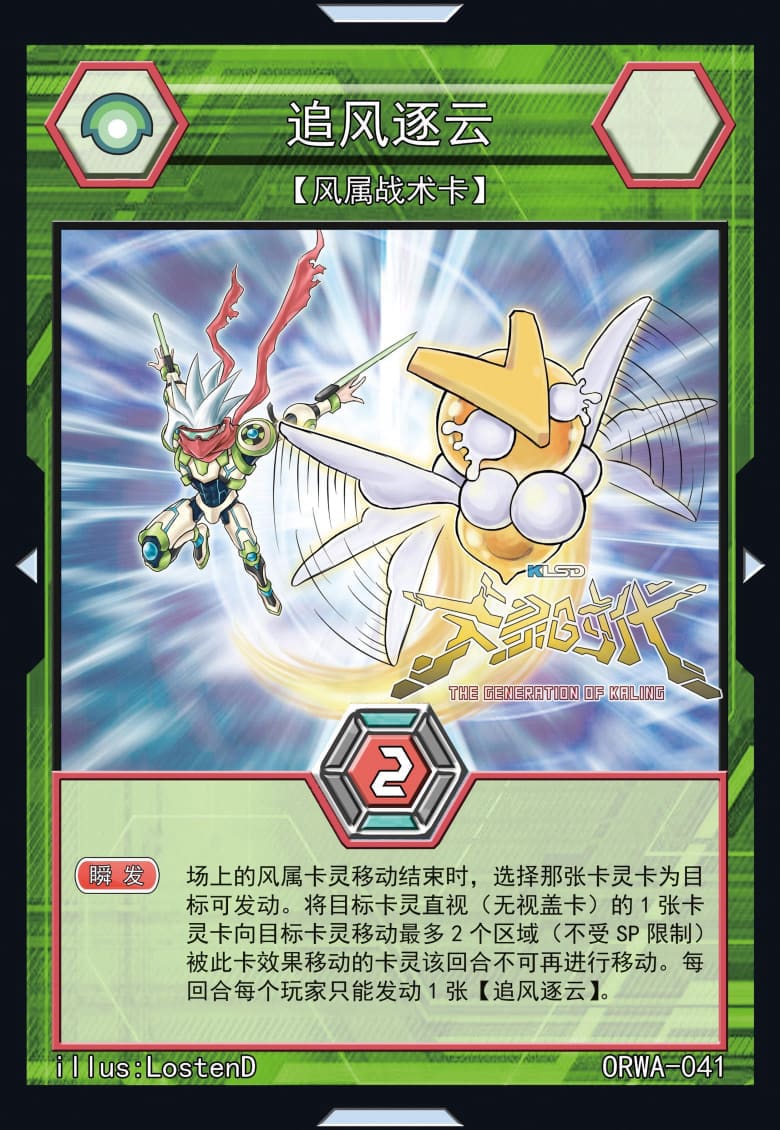 追风逐云
【风属战术卡】
KLSD
卡灵时代
THE GENERATION OF KALING
2
瞬发
场上的风属卡灵移动结束时，选择那张卡灵卡为目
标可发动。将目标卡灵直视（无视盖卡）的1张卡
灵卡向目标卡灵移动最多2个区域（不受SP限制）
被此卡效果移动的卡灵该回合不可再进行移动。每
回合每个玩家只能发动1张【追风逐云】。
illus:LostenD
ORWA-041